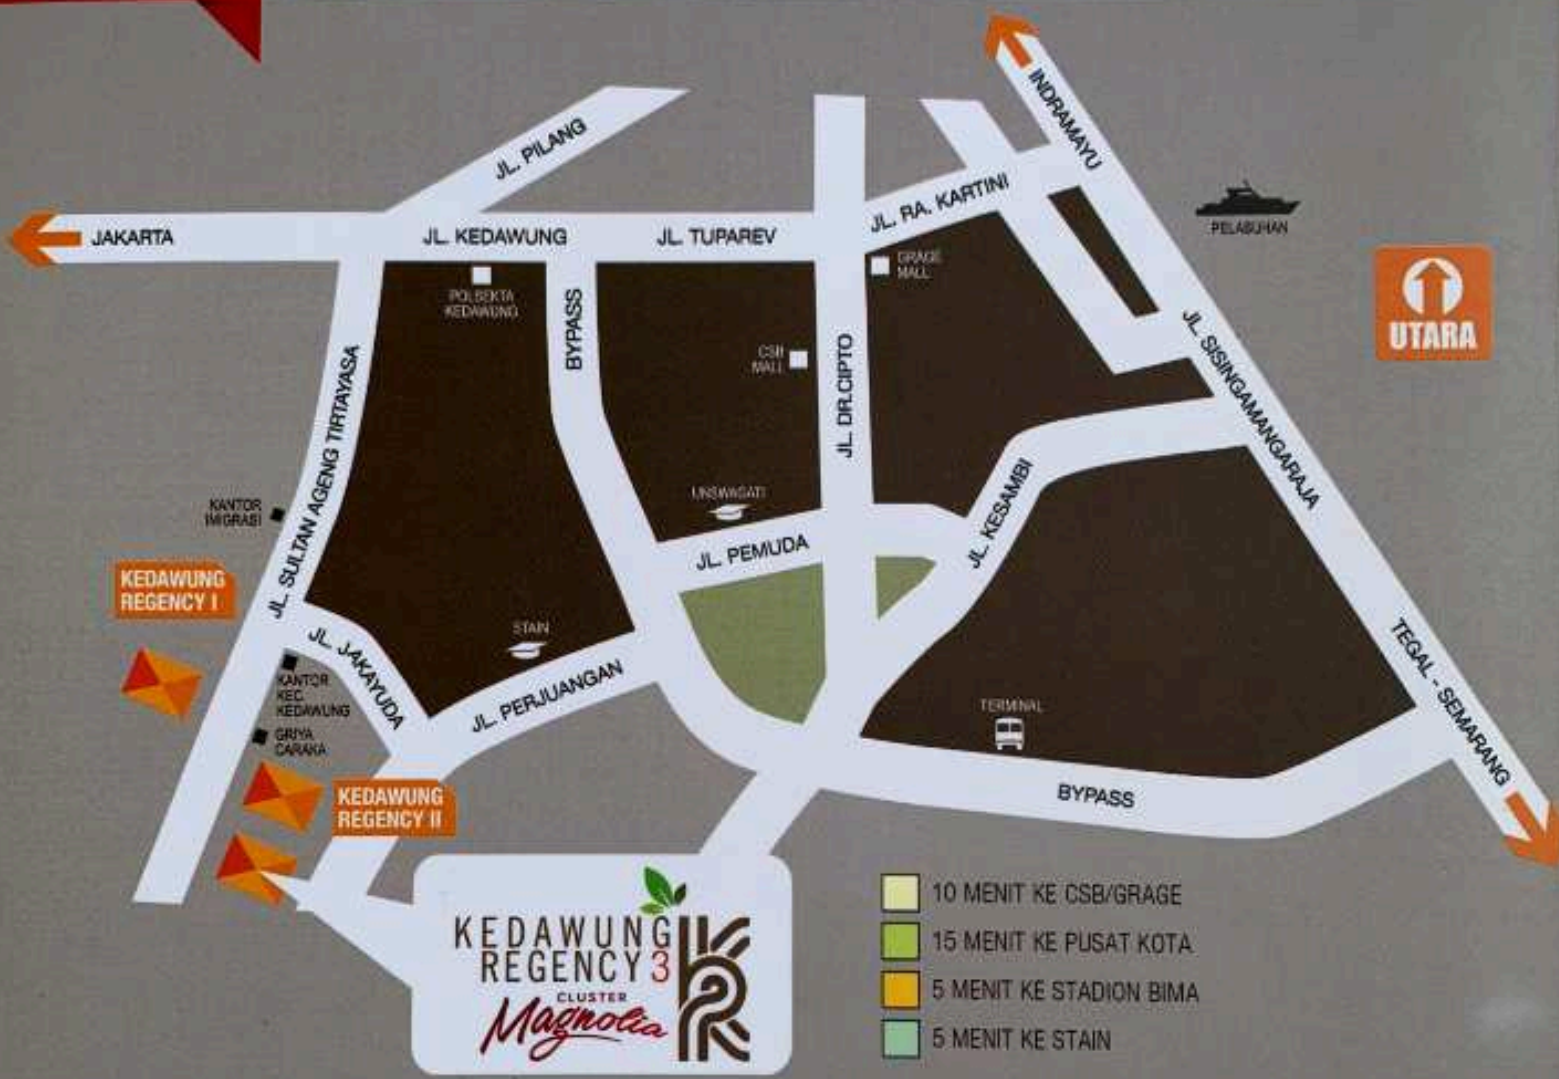 INDRAMAYU
JL. PILANG
JL. RA. KARTINI
PELABUHAN
JAKARTA
JL. KEDAWUNG
JL. TUPAREV
GRAGE
MALL
POLSEKTA
KEDAWUNG
BYPASS
UTARA
CSB
MALL
JL. DR.CIPTO
JL. SISINGAMANGARAJA
JL. SULTAN AGENG TIRTAYASA
UNSWAGATI
KANTOR
IMIGRASI
JL. KESAMBI
JL. PEMUDA
KEDAWUNG
REGENCY I
STAIN
JL. JAKAYUDA
KANTOR
KEC.
KEDAWUNG
JL. PERJUANGAN
TEGAL - SEMARANG
TERMINAL
GRIYA
CARAKA
KEDAWUNG
REGENCY II
BYPASS
KEDAWUNG
REGENCY 3
CLUSTER
Magnolia
KR
10 MENIT KE CSB/GRAGE
15 MENIT KE PUSAT KOTA
5 MENIT KE STADION BIMA
5 MENIT KE STAIN